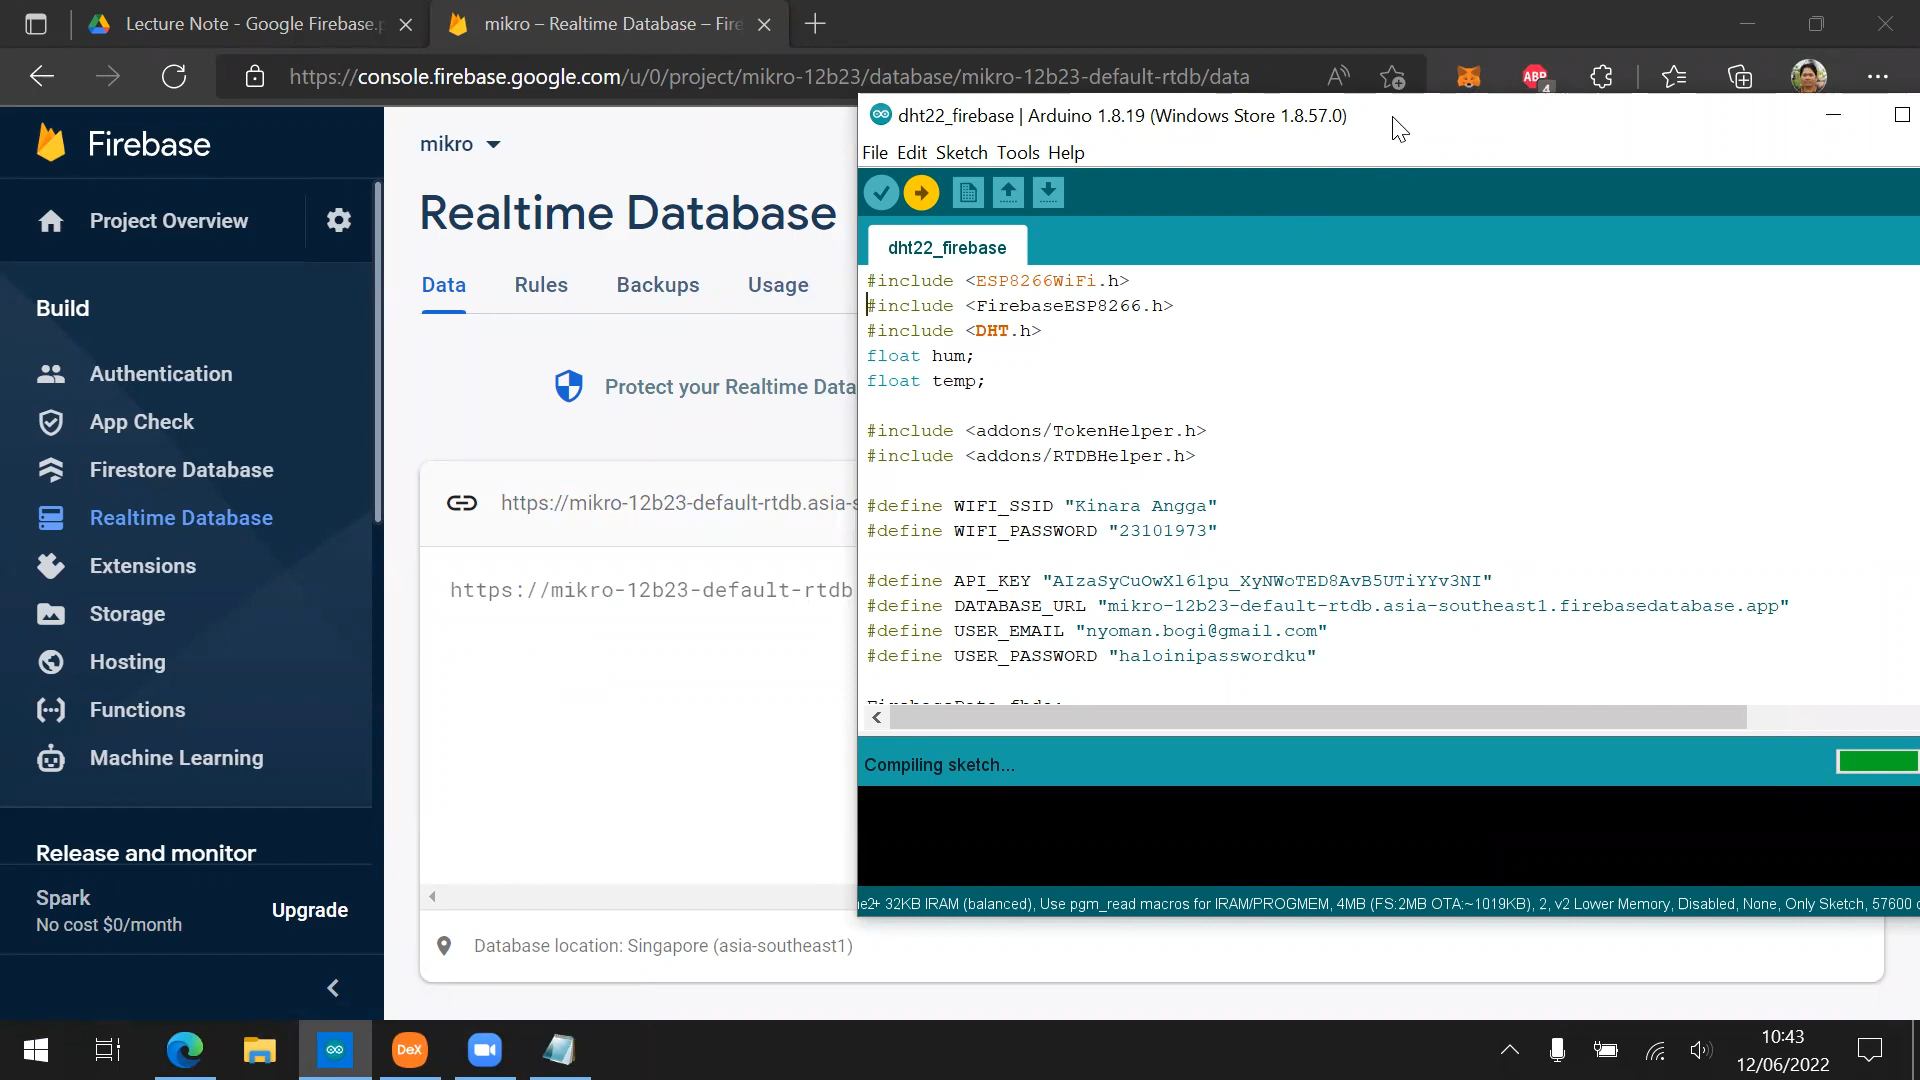 Lecture Note - Google Firebase.p
mikro – Realtime Database – Fire
https://console.firebase.google.com/u/0/project/mikro-12b23/database/mikro-12b23-default-rtdb/data
ABP
4
Firebase
Project Overview
Build
Authentication
App Check
Firestore Database
Realtime Database
Extensions
Storage
Hosting
Functions
Machine Learning
Release and monitor
Spark
No cost $0/month
Upgrade
mikro
Realtime Database
Data Rules Backups Usage
Protect your Realtime Data
https://mikro-12b23-default-rtdb.asia-s
https://mikro-12b23-default-rtdb
Database location: Singapore (asia-southeast1)
dht22_firebase | Arduino 1.8.19 (Windows Store 1.8.57.0)
File Edit Sketch Tools Help
dht22_firebase
#include <ESP8266WiFi.h>
#include <FirebaseESP8266.h>
#include <DHT.h>
float hum;
float temp;
#include <addons/TokenHelper.h>
#include <addons/RTDBHelper.h>
#define WIFI_SSID "Kinara Angga"
#define WIFI_PASSWORD "23101973"
#define API_KEY "AIzaSyCuOwXl61pu_XyNWoTED8AvB5UTiYYv3NI"
#define DATABASE_URL "mikro-12b23-default-rtdb.asia-southeast1.firebasedatabase.app"
#define USER_EMAIL "nyoman.bogi@gmail.com"
#define USER_PASSWORD "haloinipasswordku"
Compiling sketch...
e2+ 32KB IRAM (balanced), Use pgm_read macros for IRAM/PROGMEM, 4MB (FS:2MB OTA:~1019KB), 2, v2 Lower Memory, Disabled, None, Only Sketch, 57600
DeX
10:43
12/06/2022